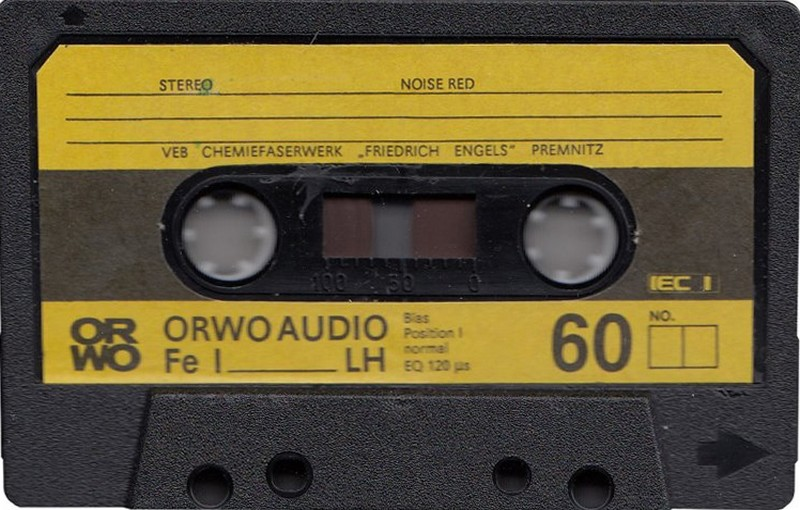 STEREO NOISE RED
VEB CHEMIEFASERWERK „FRIEDRICH ENGELS“ PREMNITZ
100 50 0
IEC I
OR
WO
ORWO AUDIO
Fe I LH
Bias
Position I
normal
EQ 120 µs
60
NO.